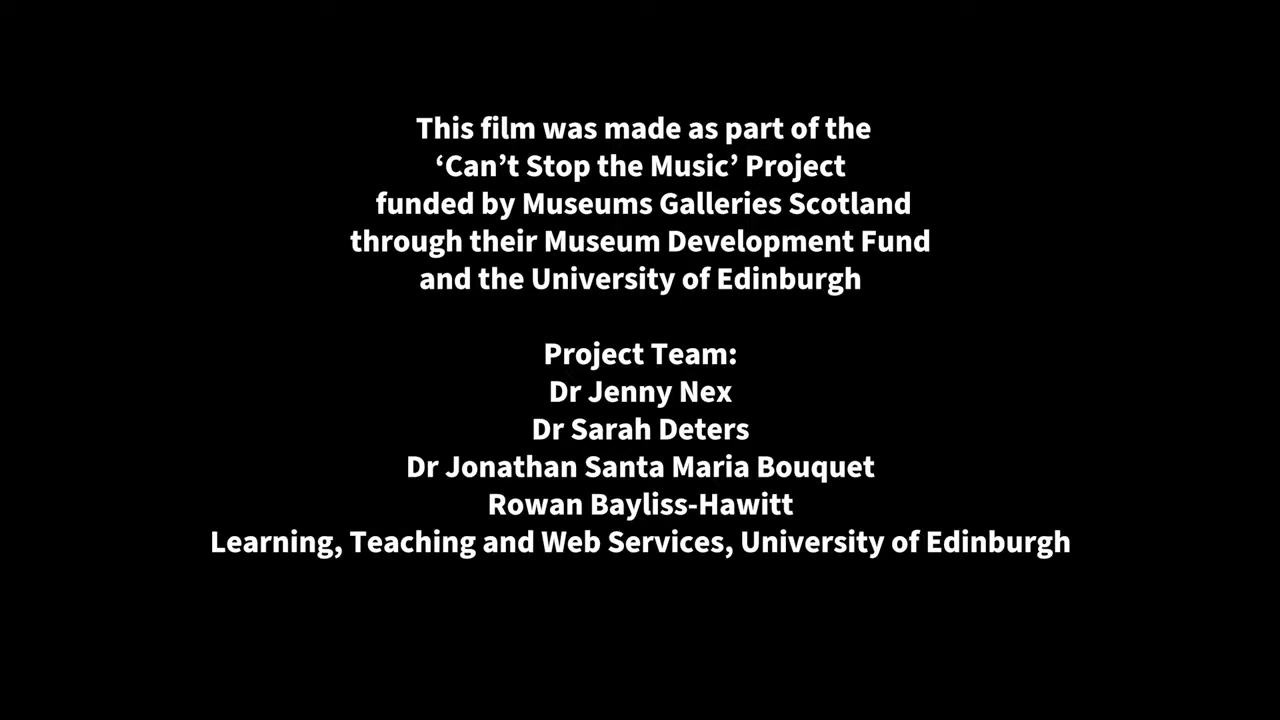 This film was made as part of the
‘Can’t Stop the Music’ Project
funded by Museums Galleries Scotland
through their Museum Development Fund
and the University of Edinburgh
Project Team:
Dr Jenny Nex
Dr Sarah Deters
Dr Jonathan Santa Maria Bouquet
Rowan Bayliss-Hawitt
Learning, Teaching and Web Services, University of Edinburgh